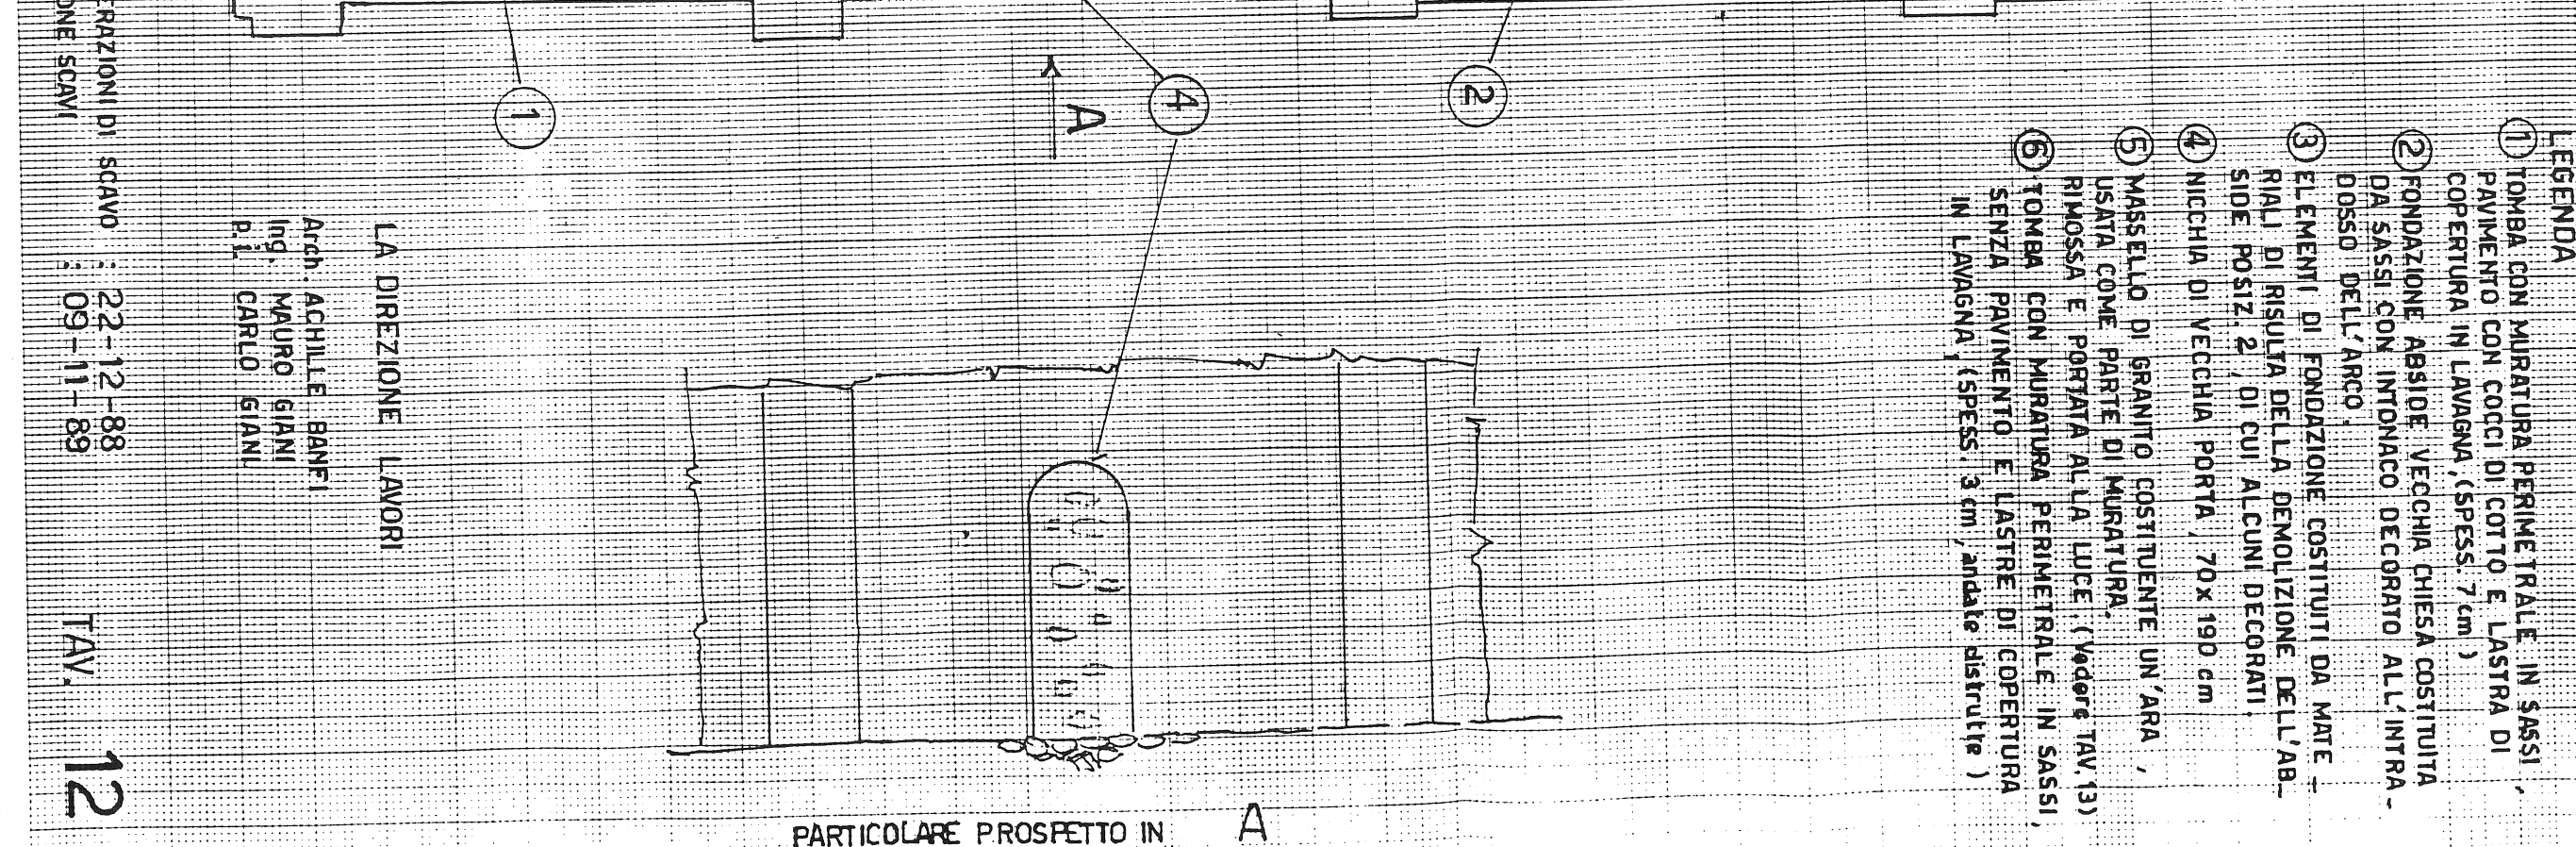 LEGENDA
① TOMBA CON MURATURA PERIMETRALE IN SASSI,
PAVIMENTO CON COCCI DI COTTO E LASTRA DI
COPERTURA IN LAVAGNA, (SPESS. 7 cm)
② FONDAZIONE ABSIDE VECCHIA CHIESA COSTITUITA
DA SASSI CON INTONACO DECORATO ALL'INTRA-
DOSSO DELL'ARCO.
③ ELEMENTI DI FONDAZIONE COSTITUITI DA MATE-
RIALI DI RISULTA DELLA DEMOLIZIONE DELL'AB-
SIDE POSIZ. 2, DI CUI ALCUNI DECORATI.
④ NICCHIA DI VECCHIA PORTA, 70 x 190 cm
⑤ MASSELLO DI GRANITO COSTITUENTE UN'ARA,
USATA COME PARTE DI MURATURA.
RIMOSSA E PORTATA ALLA LUCE. (Vedere TAV. 13)
⑥ TOMBA CON MURATURA PERIMETRALE IN SASSI,
SENZA PAVIMENTO E LASTRE DI COPERTURA
IN LAVAGNA, (SPESS. 3 cm, andate distrutte)
②
④
A
①
LA DIREZIONE LAVORI
Arch. ACHILLE BANFI
Ing. MAURO GIANI
P.i. CARLO GIANI
ERAZIONI DI SCAVO : 22-12-88
ONE SCAVI : 09-11-89
TAV. 12
PARTICOLARE PROSPETTO IN A